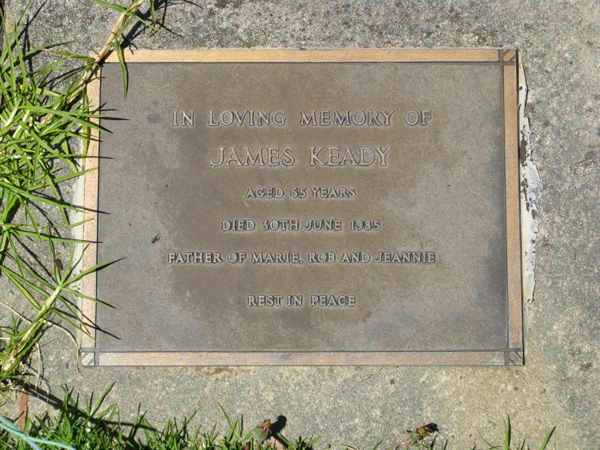 IN LOVING MEMORY OF
JAMES KEADY
AGED 65 YEARS
DIED 30TH JUNE 1985
FATHER OF MARIE, ROB AND JEANNIE
REST IN PEACE